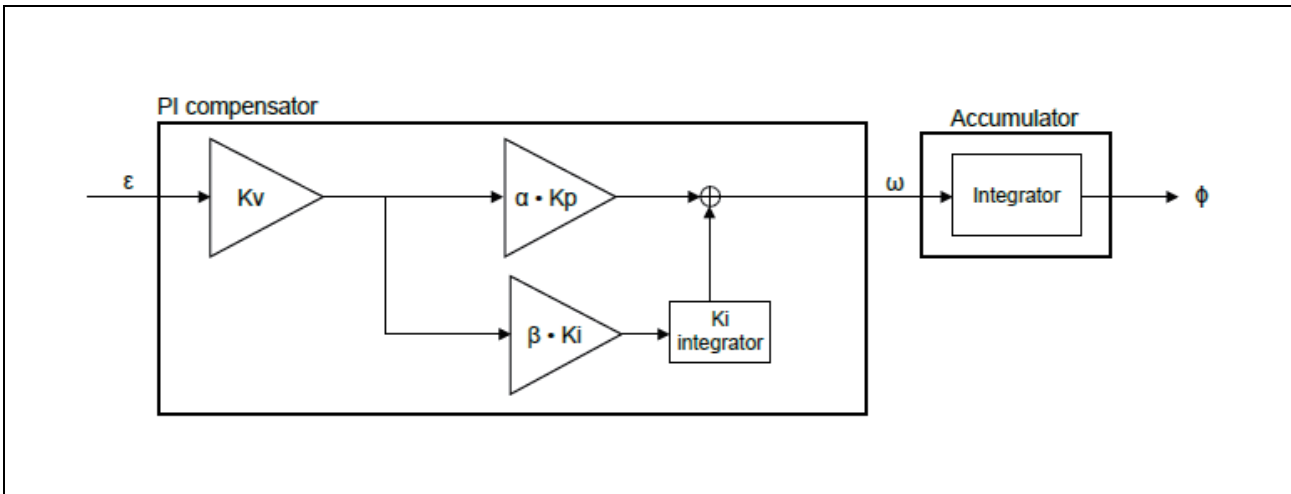 PI compensator
Accumulator
ε
Kv
α • Kp
ω
Integrator
ϕ
β • Ki
Ki
integrator